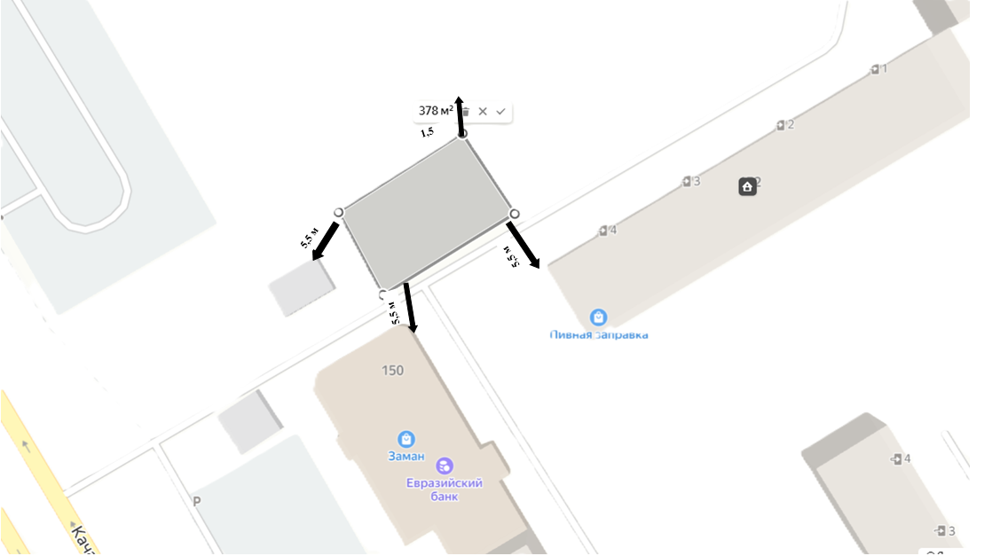 1
378 м²
2
1,5
3
2
4
5,5 м
5,5 м
5,5 м
Пивная заправка
150
Заман
Евразийский
банк
4
P
3
Кача